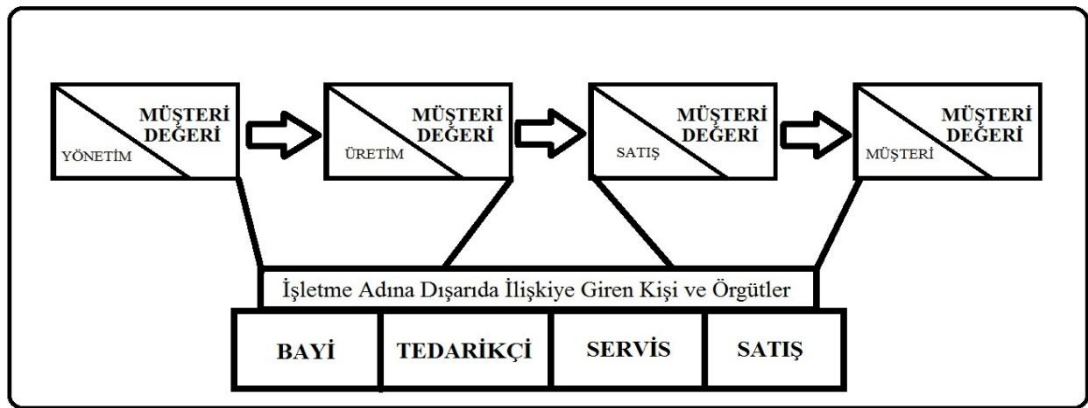 MÜŞTERİ
DEĞERİ
YÖNETİM
MÜŞTERİ
DEĞERİ
ÜRETİM
MÜŞTERİ
DEĞERİ
SATIŞ
MÜŞTERİ
DEĞERİ
MÜŞTERİ
İşletme Adına Dışarıda İlişkiye Giren Kişi ve Örgütler
BAYİ TEDARİKÇİ SERVİS SATIŞ